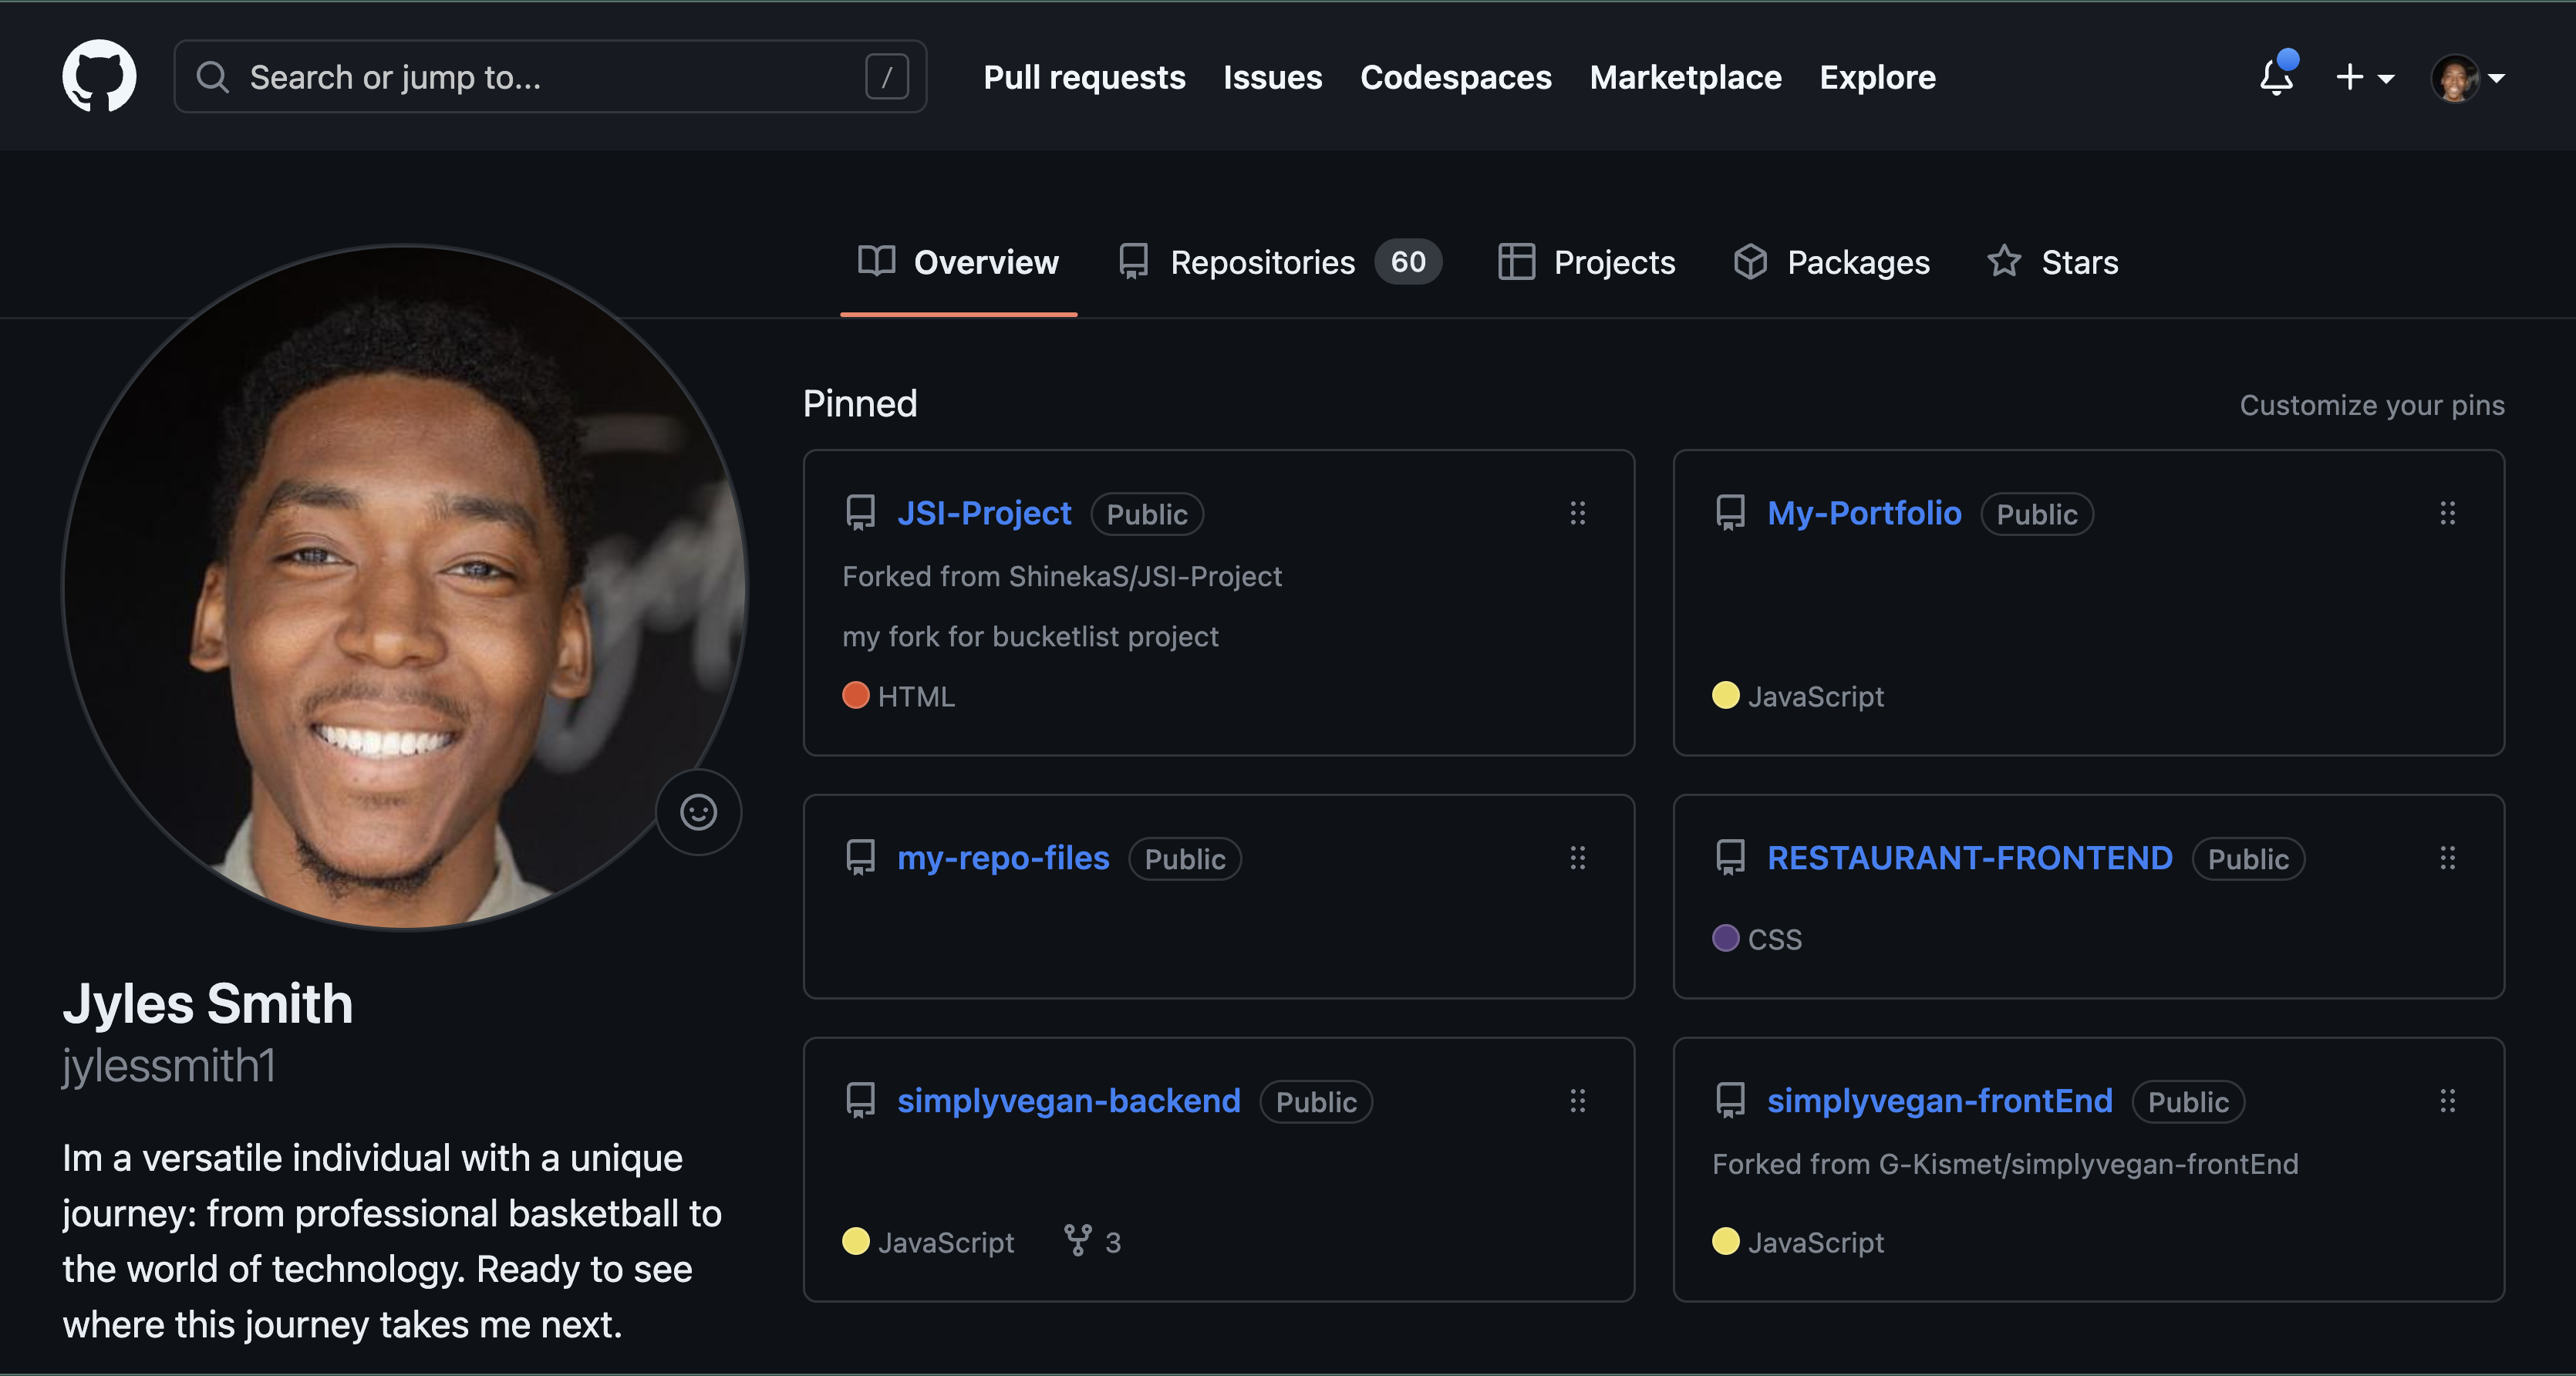 Search or jump to...
/
Pull requests
Issues
Codespaces
Marketplace
Explore
Overview
Repositories 60
Projects
Packages
Stars
Jyles Smith
jylessmith1
Im a versatile individual with a unique
journey: from professional basketball to
the world of technology. Ready to see
where this journey takes me next.
Pinned
Customize your pins
JSI-Project Public
Forked from ShinekaS/JSI-Project
my fork for bucketlist project
HTML
My-Portfolio Public
JavaScript
my-repo-files Public
RESTAURANT-FRONTEND Public
CSS
simplyvegan-backend Public
JavaScript 3
simplyvegan-frontEnd Public
Forked from G-Kismet/simplyvegan-frontEnd
JavaScript